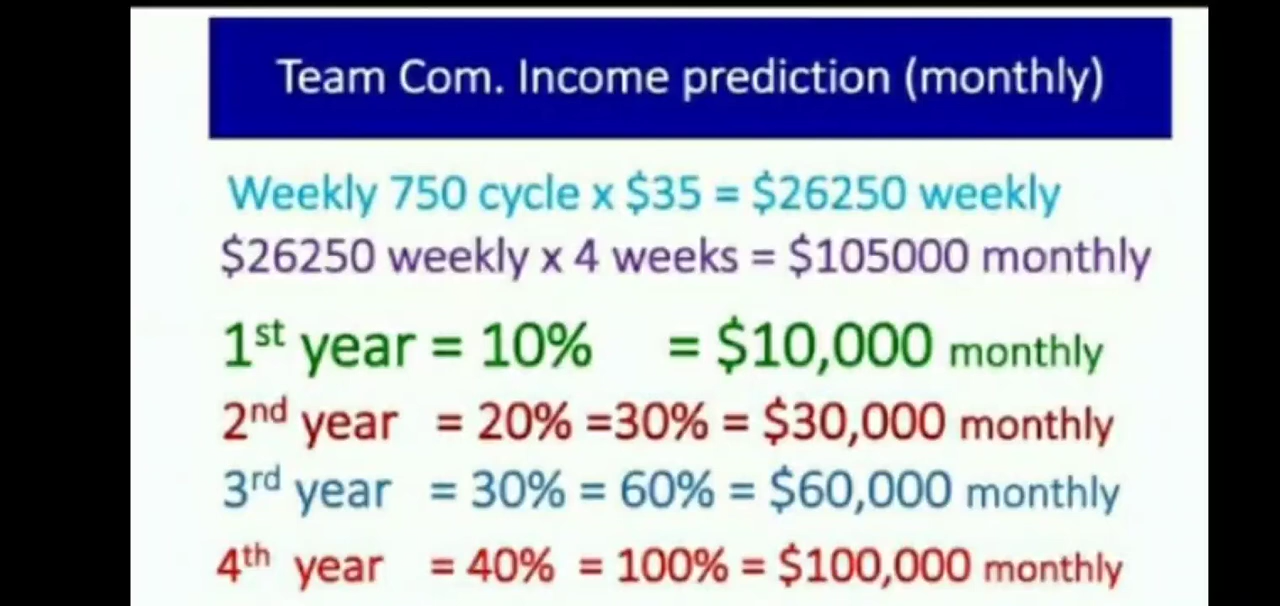 Team Com. Income prediction (monthly)
Weekly 750 cycle x $35 = $26250 weekly
$26250 weekly x 4 weeks = $105000 monthly
1st year = 10% = $10,000 monthly
2nd year = 20% =30% = $30,000 monthly
3rd year = 30% = 60% = $60,000 monthly
4th year = 40% = 100% = $100,000 monthly